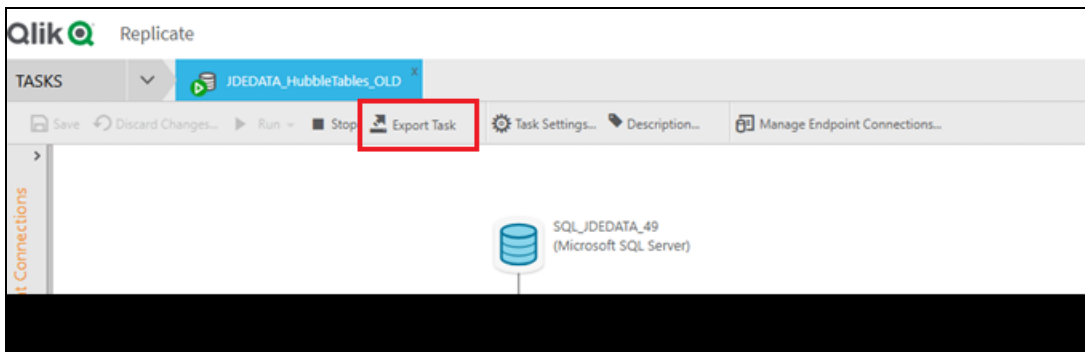 Qlik Replicate
TASKS JDEDATA_HubbleTables_OLD x
Save Discard Changes... Run Stop Export Task Task Settings... Description... Manage Endpoint Connections...
>
SQL_JDEDATA_49
(Microsoft SQL Server)
Connections